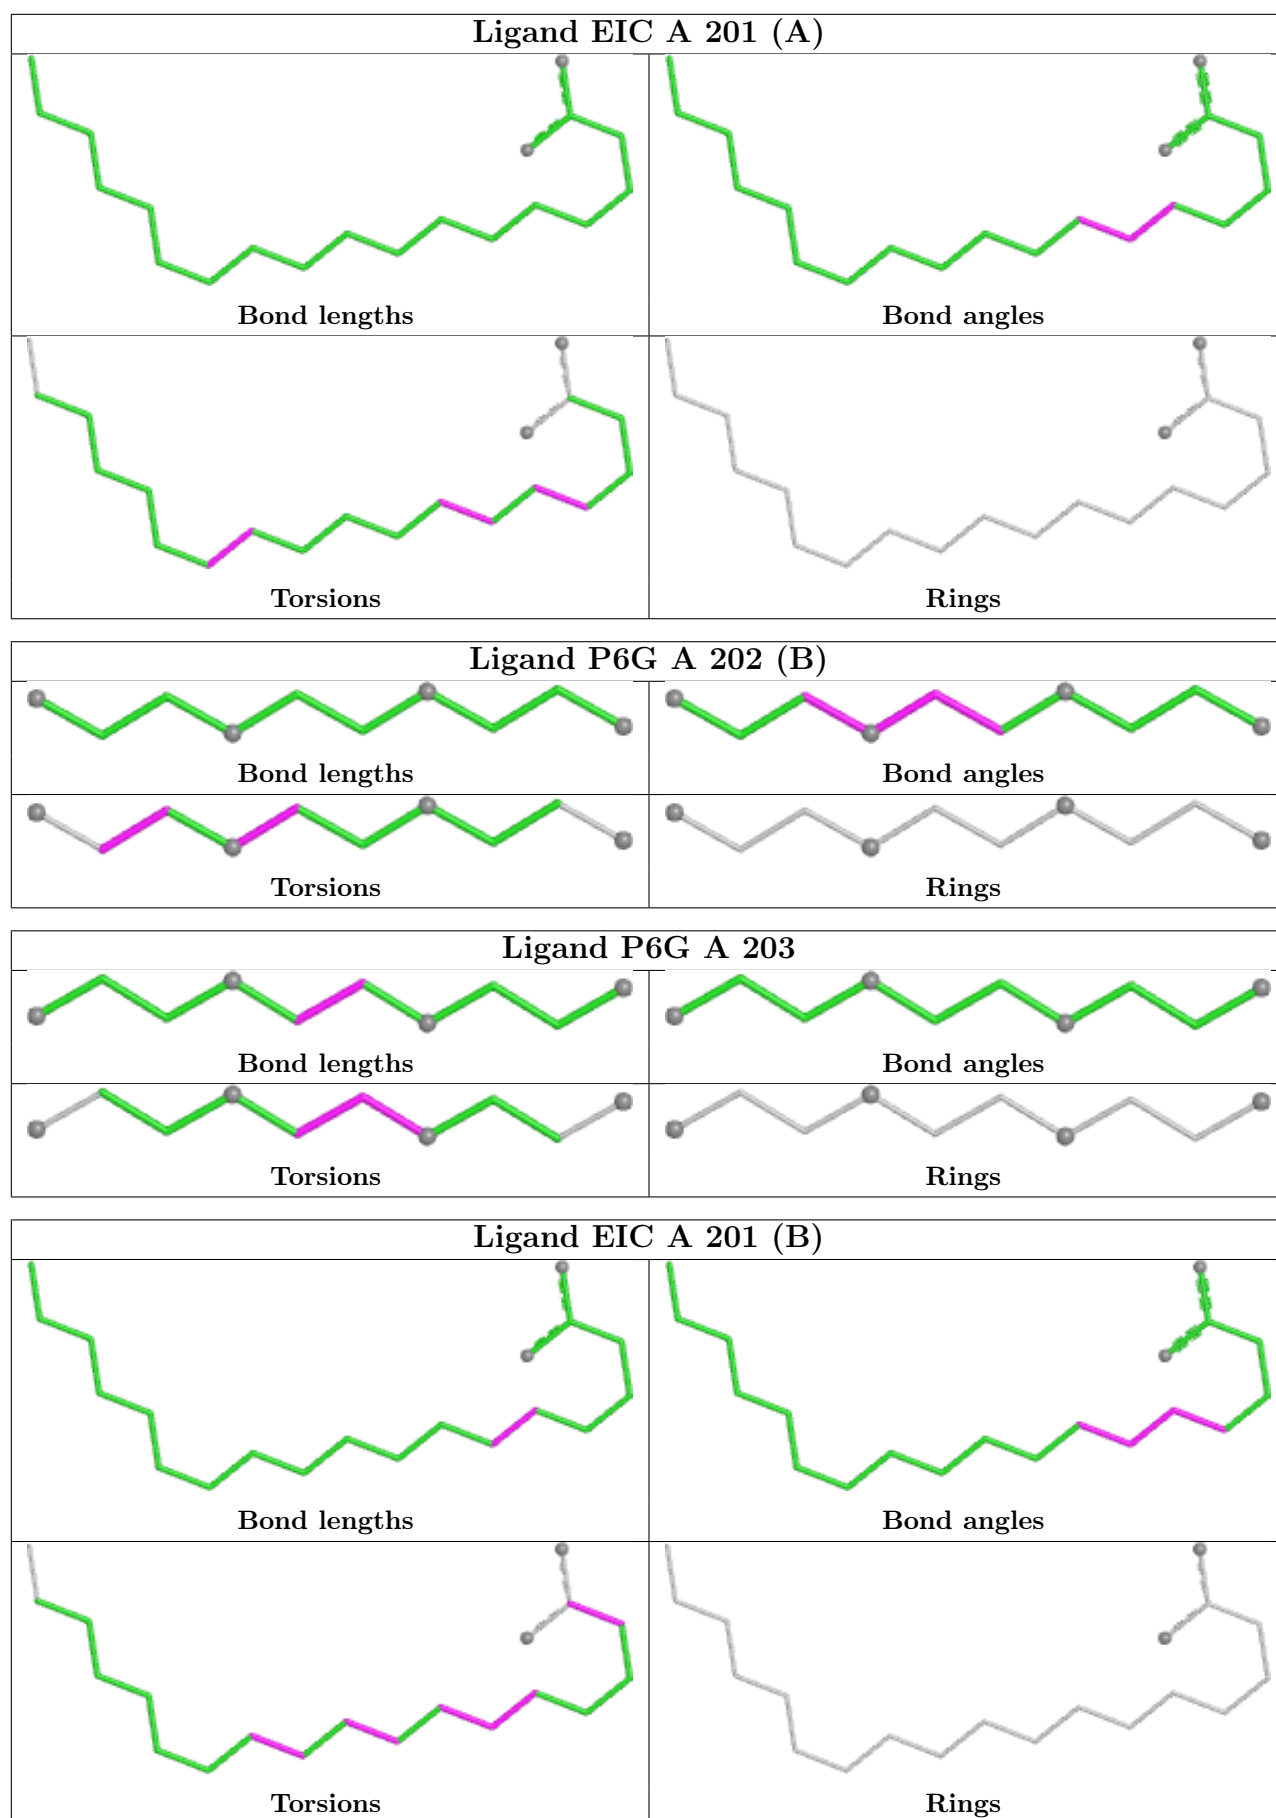 Ligand EIC A 201 (A)
Bond lengths
Bond angles
Torsions
Rings
Ligand P6G A 202 (B)
Bond lengths
Bond angles
Torsions
Rings
Ligand P6G A 203
Bond lengths
Bond angles
Torsions
Rings
Ligand EIC A 201 (B)
Bond lengths
Bond angles
Torsions
Rings